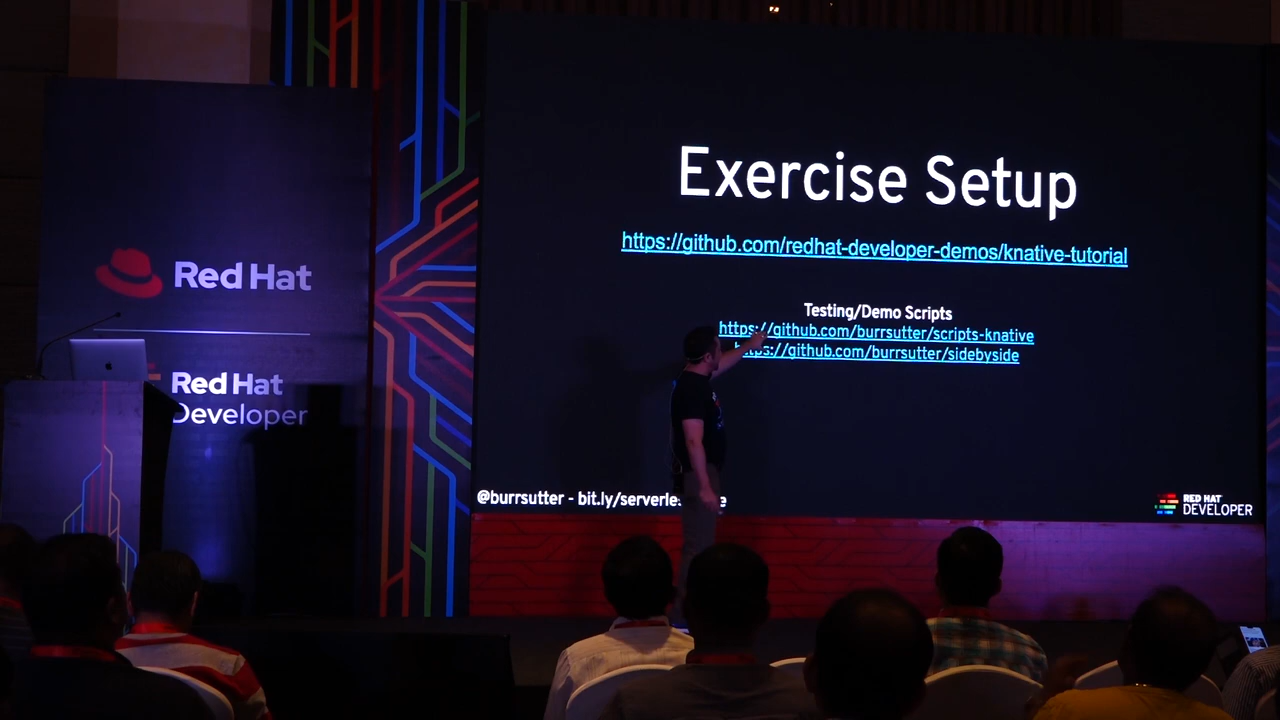 Exercise Setup
https://github.com/redhat-developer-demos/knative-tutorial
Testing/Demo Scripts
https://github.com/burrsutter/scripts-knative
https://github.com/burrsutter/sidebyside
@burrsutter - bit.ly/serverle
RED HAT
DEVELOPER
Red Hat
Red Hat
Developer